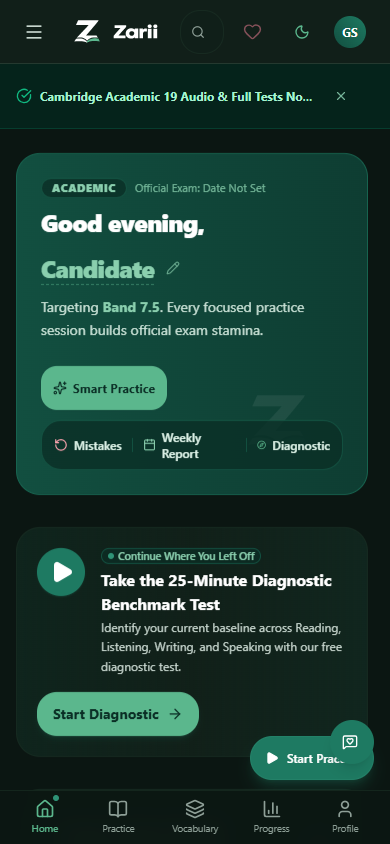 Zarii
GS
Cambridge Academic 19 Audio & Full Tests No...
ACADEMIC Official Exam: Date Not Set
Good evening,
Candidate
Targeting Band 7.5. Every focused practice
session builds official exam stamina.
Smart Practice
Mistakes
Weekly
Report
Diagnostic
Continue Where You Left Off
Take the 25-Minute Diagnostic
Benchmark Test
Identify your current baseline across Reading,
Listening, Writing, and Speaking with our free
diagnostic test.
Start Diagnostic
Start
Home Practice Vocabulary Progress Profile